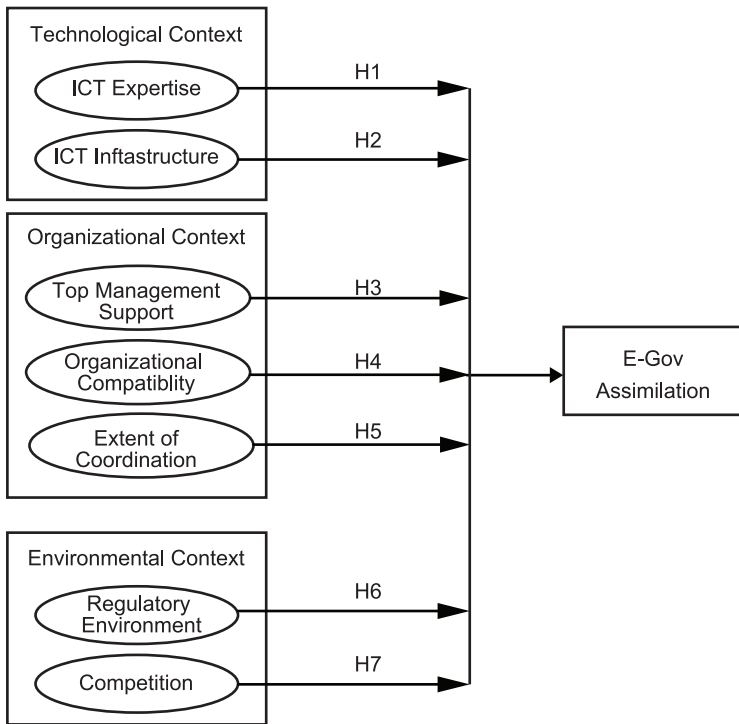 Technological Context
ICT Expertise
H1
ICT Inftastructure
H2
Organizational Context
Top Management
Support
H3
Organizational
Compatiblity
H4
Extent of
Coordination
H5
Environmental Context
Regulatory
Environment
H6
Competition
H7
E-Gov
Assimilation